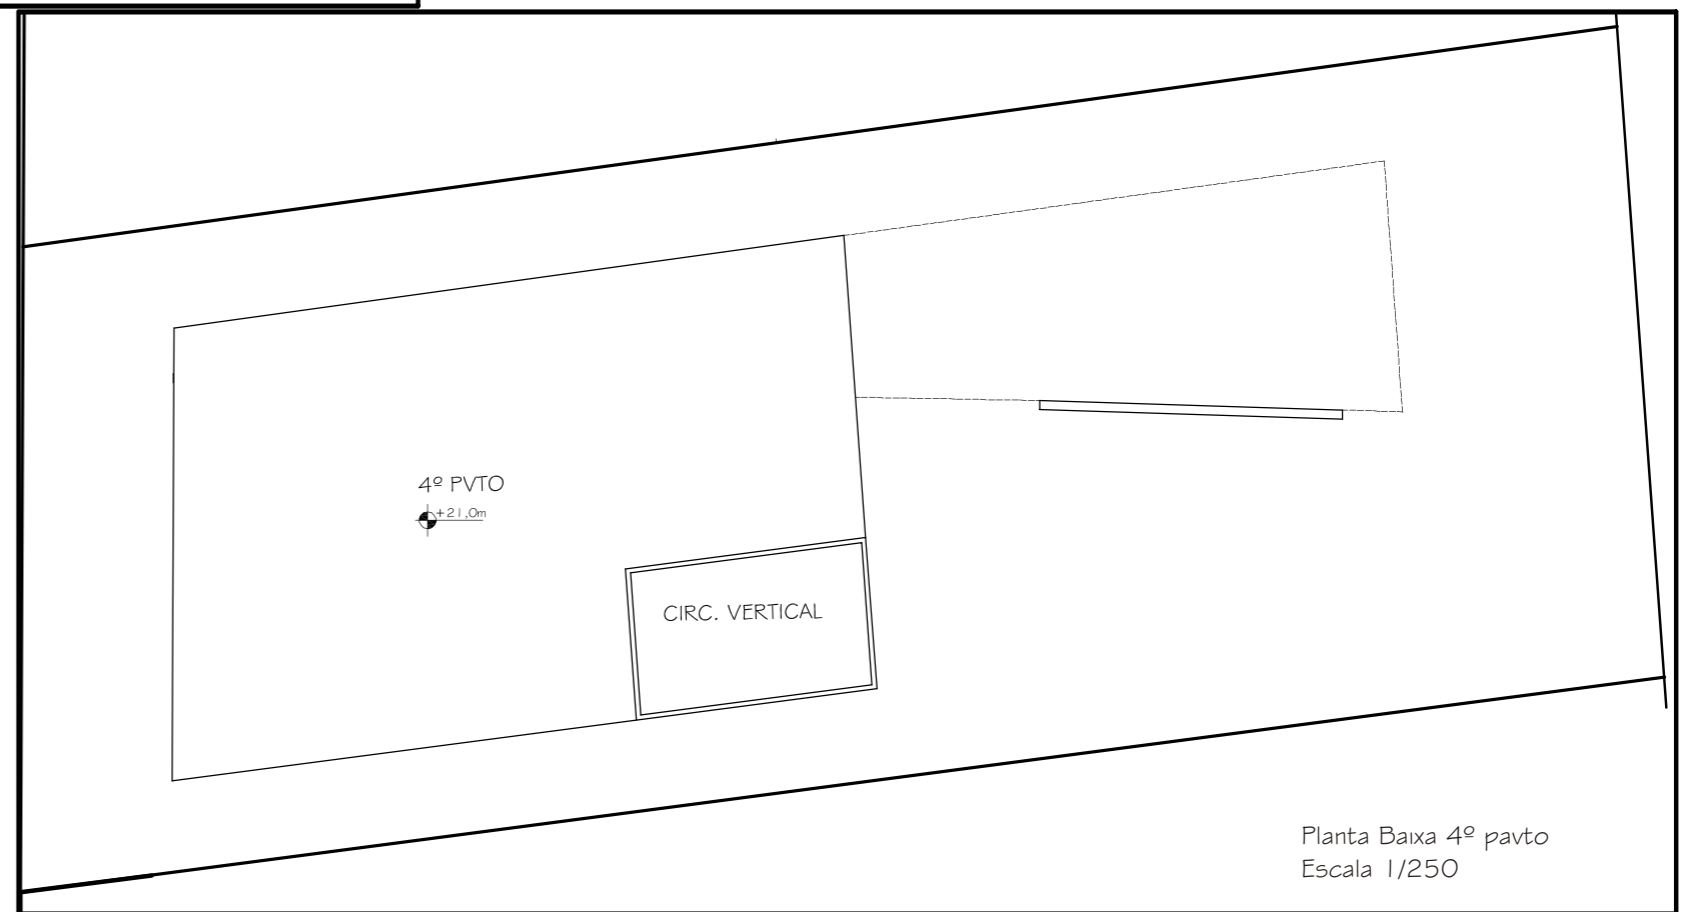 4º PVTO
+21,0m
CIRC. VERTICAL
Planta Baixa 4º pavto
Escala 1/250